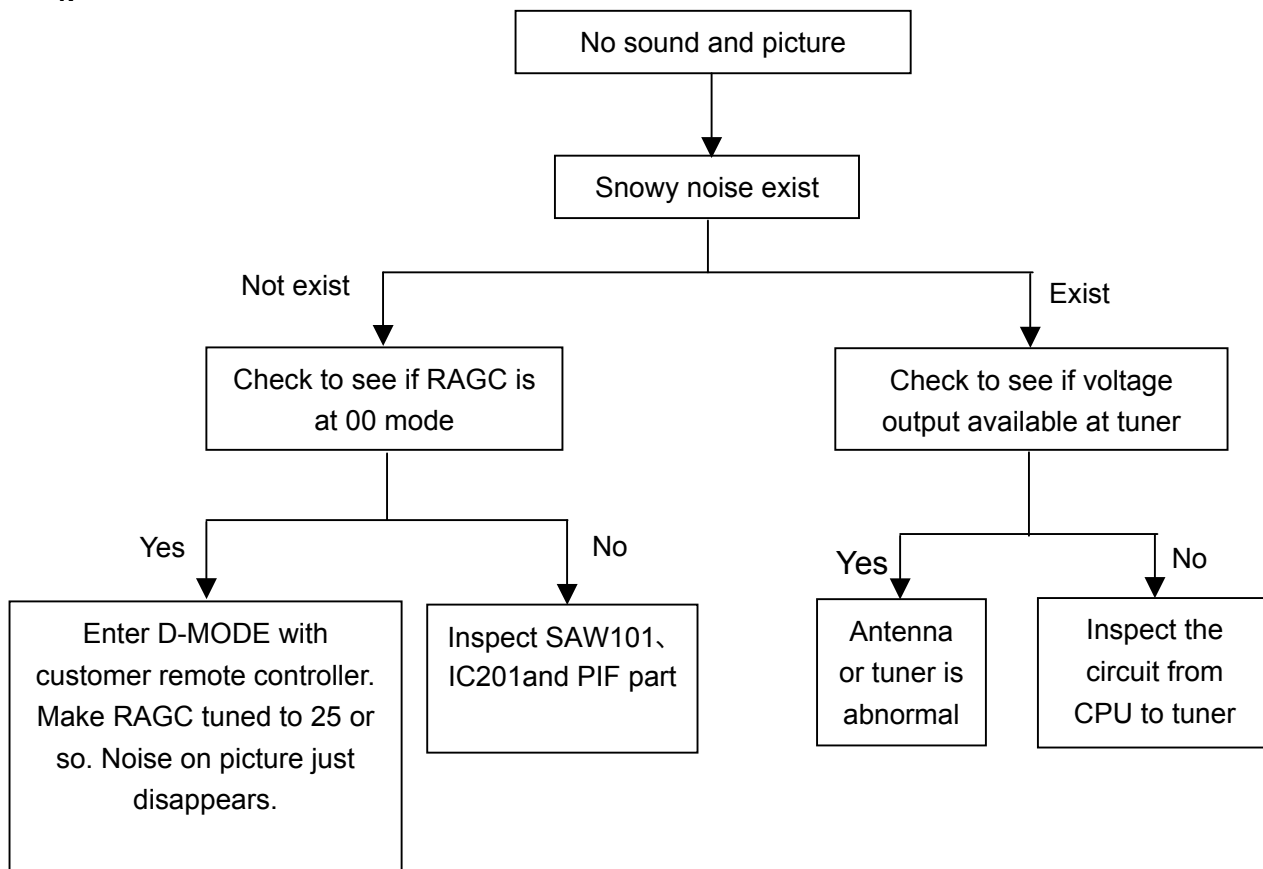 No sound and picture
Snowy noise exist
Not exist
Exist
Check to see if RAGC is
at 00 mode
Check to see if voltage
output available at tuner
Yes
No
Yes
No
Enter D-MODE with
customer remote controller.
Make RAGC tuned to 25 or
so. Noise on picture just
disappears.
Inspect SAW101、
IC201and PIF part
Antenna
or tuner is
abnormal
Inspect the
circuit from
CPU to tuner